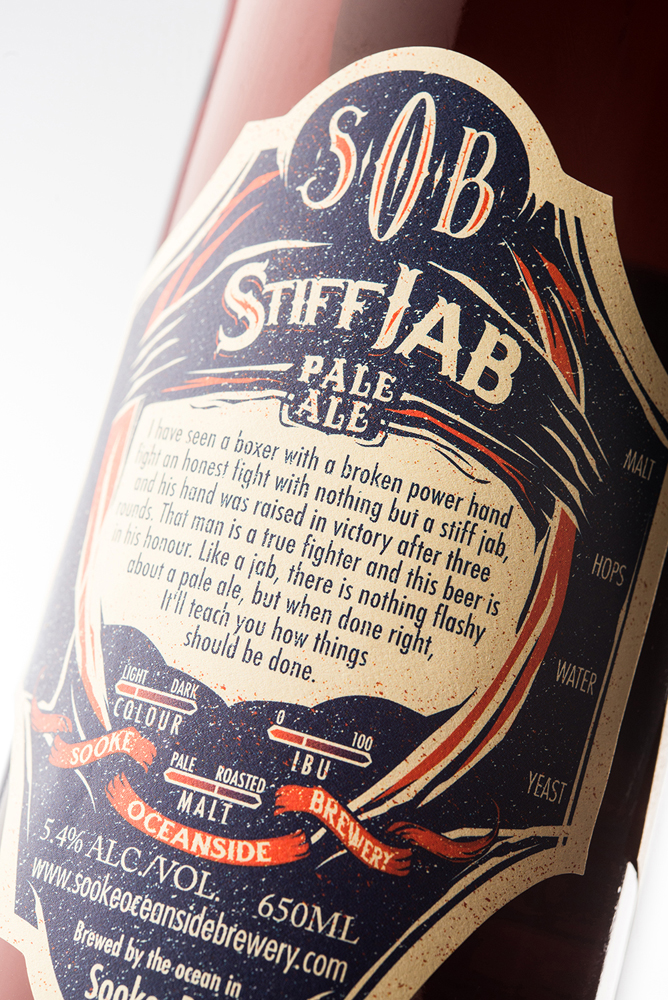 S·O·B
STIFF JAB
PALE
ALE
I have seen a boxer with a broken power hand
fight an honest fight with nothing but a stiff jab,
and his hand was raised in victory after three
rounds. That man is a true fighter and this beer is
in his honour. Like a jab, there is nothing flashy
about a pale ale, but when done right,
It'll teach you how things
should be done.
MALT
HOPS
WATER
YEAST
LIGHT DARK
COLOUR
0 100
IBU
PALE ROASTED
MALT
SOOKE
OCEANSIDE
BREWERY
5.4% ALC./VOL. 650ML
www.sookeoceansidebrewery.com
Brewed by the ocean in
Sooke,